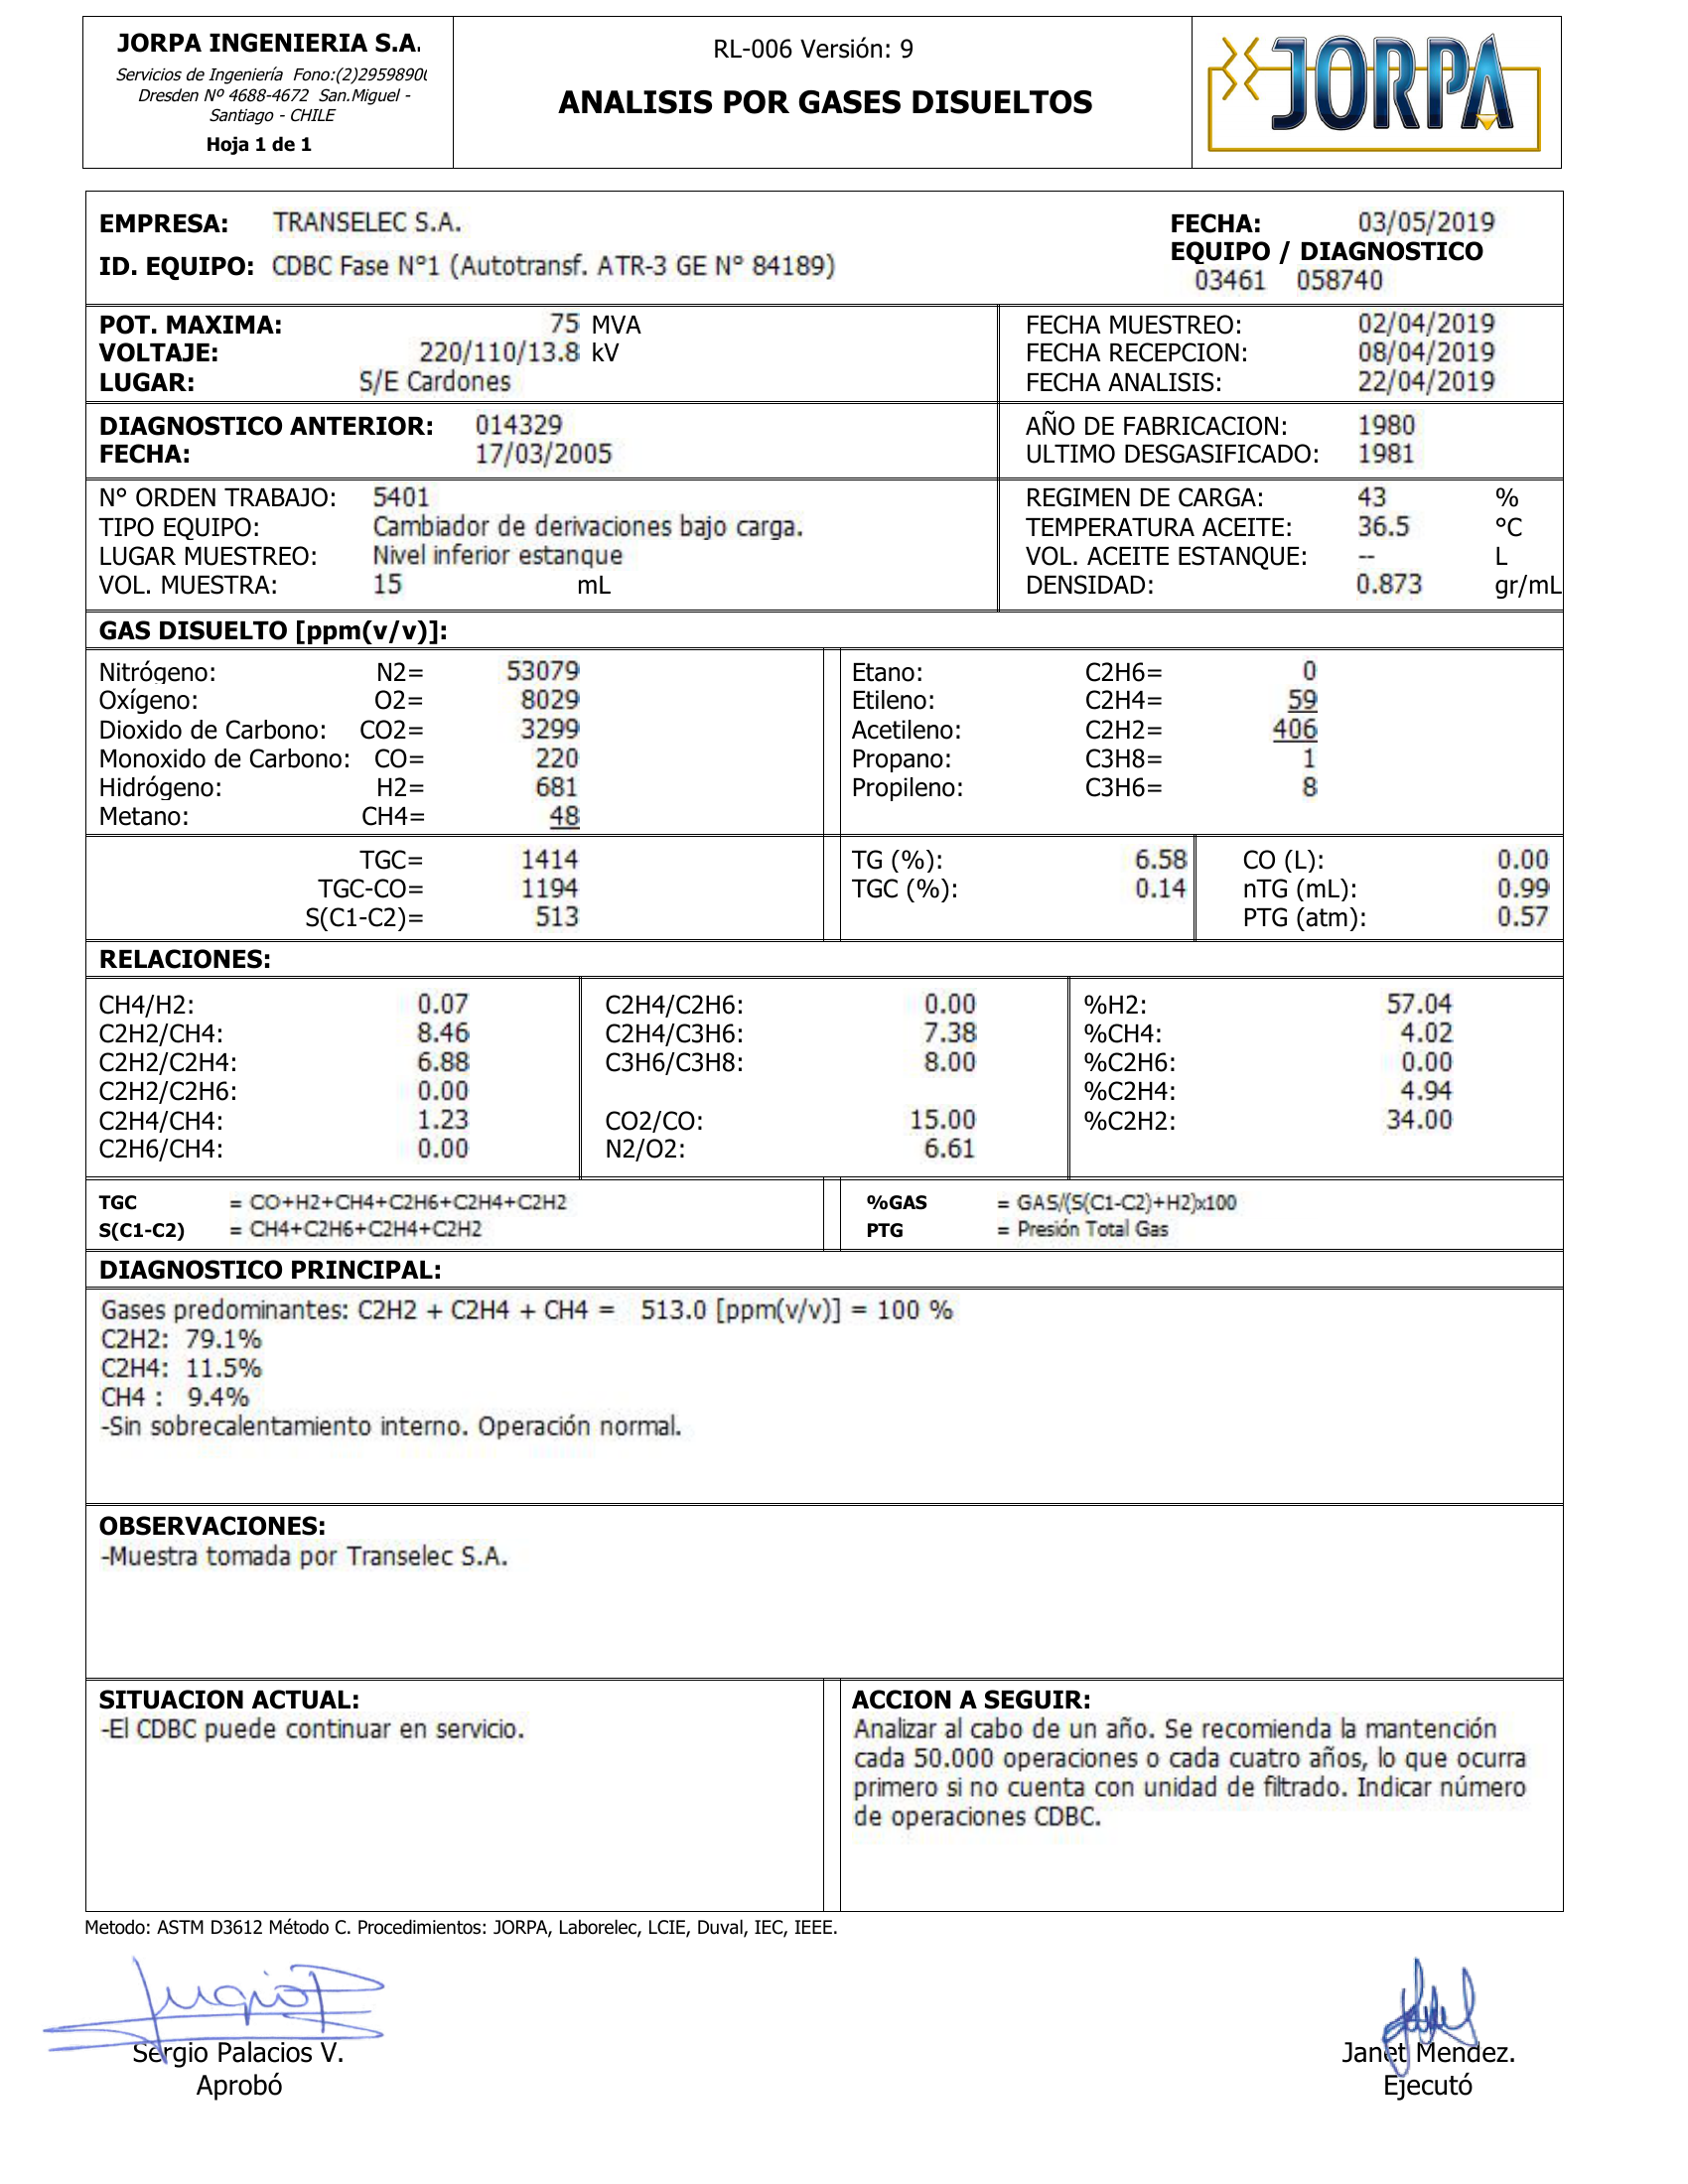 JORPA INGENIERIA S.A.
Servicios de Ingeniería Fono:(2)29598900
Dresden Nº 4688-4672 San.Miguel -
Santiago - CHILE
Hoja 1 de 1
RL-006 Versión: 9
ANALISIS POR GASES DISUELTOS
JORPA
EMPRESA: TRANSELEC S.A.
ID. EQUIPO: CDBC Fase N°1 (Autotransf. ATR-3 GE N° 84189)
FECHA: 03/05/2019
EQUIPO / DIAGNOSTICO
03461 058740
POT. MAXIMA: 75 MVA
VOLTAJE: 220/110/13.8 kV
LUGAR: S/E Cardones
FECHA MUESTREO: 02/04/2019
FECHA RECEPCION: 08/04/2019
FECHA ANALISIS: 22/04/2019
DIAGNOSTICO ANTERIOR: 014329
FECHA: 17/03/2005
AÑO DE FABRICACION: 1980
ULTIMO DESGASIFICADO: 1981
N° ORDEN TRABAJO: 5401
TIPO EQUIPO: Cambiador de derivaciones bajo carga.
LUGAR MUESTREO: Nivel inferior estanque
VOL. MUESTRA: 15 mL
REGIMEN DE CARGA: 43 %
TEMPERATURA ACEITE: 36.5 °C
VOL. ACEITE ESTANQUE: -- L
DENSIDAD: 0.873 gr/mL
GAS DISUELTO [ppm(v/v)]:
Nitrógeno: N2= 53079
Oxígeno: O2= 8029
Dioxido de Carbono: CO2= 3299
Monoxido de Carbono: CO= 220
Hidrógeno: H2= 681
Metano: CH4= 48
Etano: C2H6= 0
Etileno: C2H4= 59
Acetileno: C2H2= 406
Propano: C3H8= 1
Propileno: C3H6= 8
TGC= 1414
TGC-CO= 1194
S(C1-C2)= 513
TG (%): 6.58
TGC (%): 0.14
CO (L): 0.00
nTG (mL): 0.99
PTG (atm): 0.57
RELACIONES:
CH4/H2: 0.07
C2H2/CH4: 8.46
C2H2/C2H4: 6.88
C2H2/C2H6: 0.00
C2H4/CH4: 1.23
C2H6/CH4: 0.00
C2H4/C2H6: 0.00
C2H4/C3H6: 7.38
C3H6/C3H8: 8.00
CO2/CO: 15.00
N2/O2: 6.61
%H2: 57.04
%CH4: 4.02
%C2H6: 0.00
%C2H4: 4.94
%C2H2: 34.00
TGC = CO+H2+CH4+C2H6+C2H4+C2H2
S(C1-C2) = CH4+C2H6+C2H4+C2H2
%GAS = GAS/(S(C1-C2)+H2)x100
PTG = Presión Total Gas
DIAGNOSTICO PRINCIPAL:
Gases predominantes: C2H2 + C2H4 + CH4 = 513.0 [ppm(v/v)] = 100 %
C2H2: 79.1%
C2H4: 11.5%
CH4 : 9.4%
-Sin sobrecalentamiento interno. Operación normal.
OBSERVACIONES:
-Muestra tomada por Transelec S.A.
SITUACION ACTUAL:
-El CDBC puede continuar en servicio.
ACCION A SEGUIR:
Analizar al cabo de un año. Se recomienda la mantención
cada 50.000 operaciones o cada cuatro años, lo que ocurra
primero si no cuenta con unidad de filtrado. Indicar número
de operaciones CDBC.
Metodo: ASTM D3612 Método C. Procedimientos: JORPA, Laborelec, LCIE, Duval, IEC, IEEE.
Sergio Palacios V.
Aprobó
Janet Mendez.
Ejecutó